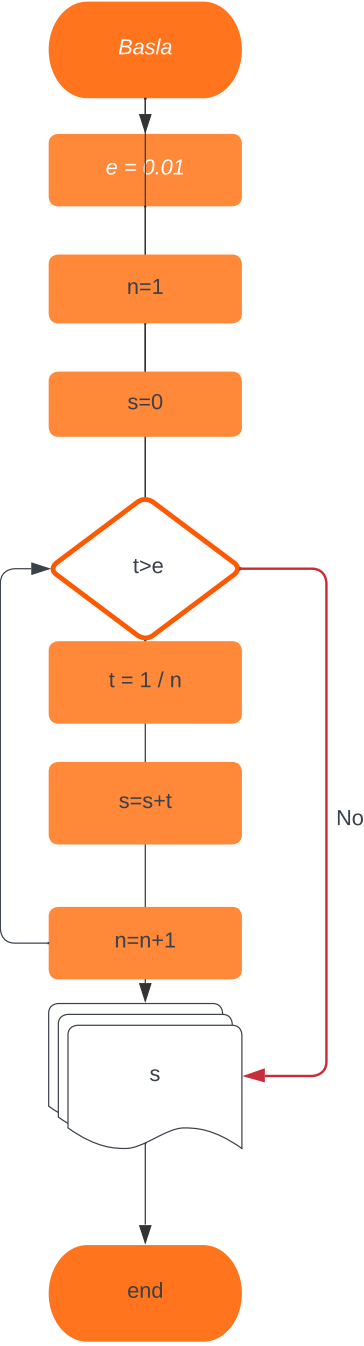 Basla
e = 0.01
n=1
s=0
t>e
t = 1 / n
s=s+t
No
n=n+1
s
end